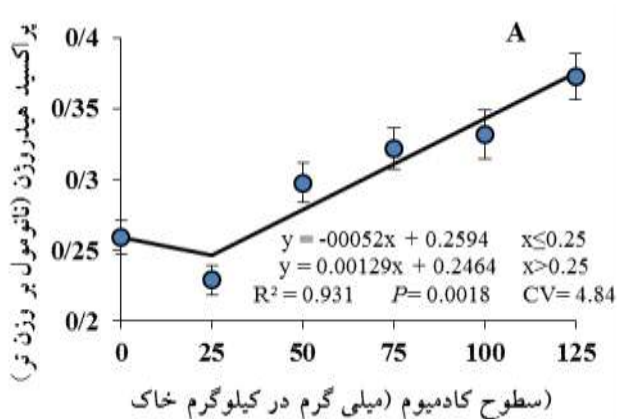 A
پراکسید هیدروژن (نانومول بر وزن تر)
0/4
0/35
0/3
0/25
0/2
y = -00052x + 0.2594 x≤0.25
y = 0.00129x + 0.2464 x>0.25
R² = 0.931 P= 0.0018 CV= 4.84
0 25 50 75 100 125
(سطوح کادمیوم (میلی گرم در کیلوگرم خاک